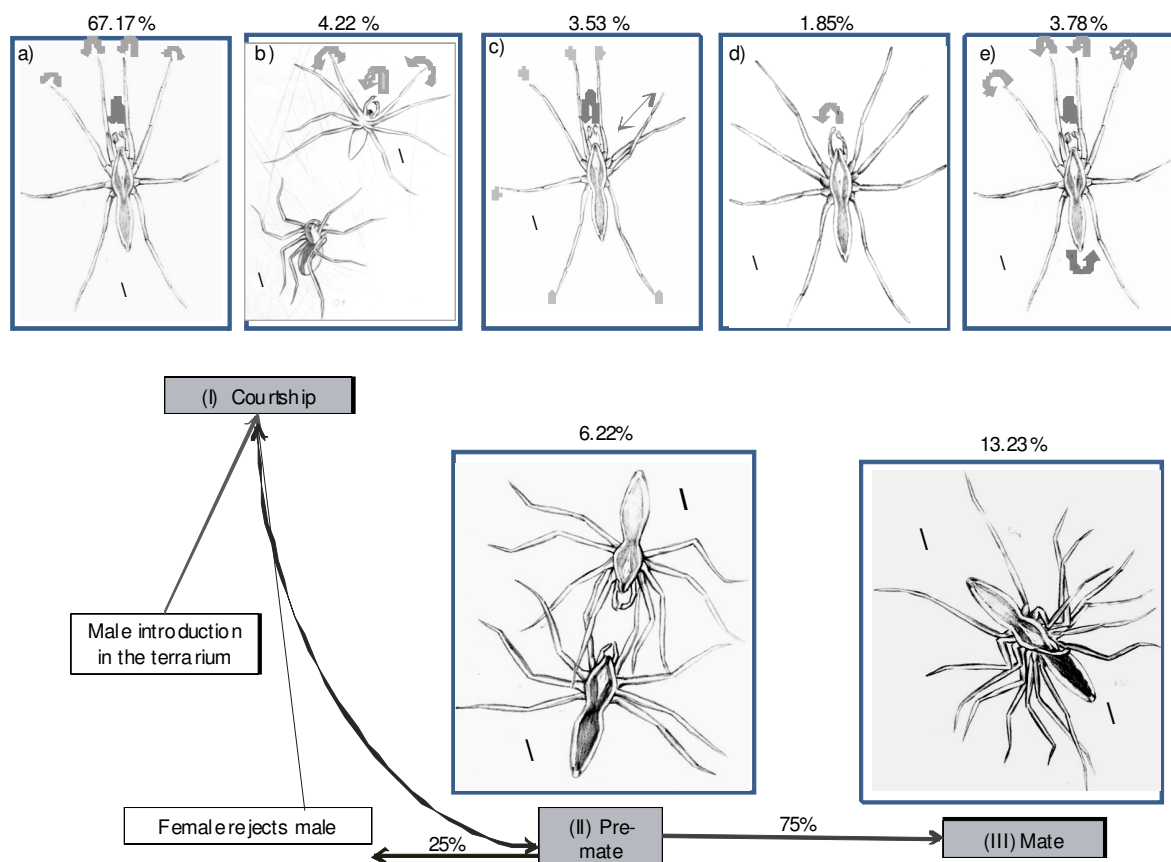 67.17%
4.22 %
3.53%
1.85%
3.78%
a)
b)
c)
d)
e)
(I) Courtship
6.22%
13.23%
Male introduction
in the terrarium
Female rejects male
25%
(II) Pre-
mate
75%
(III) Mate